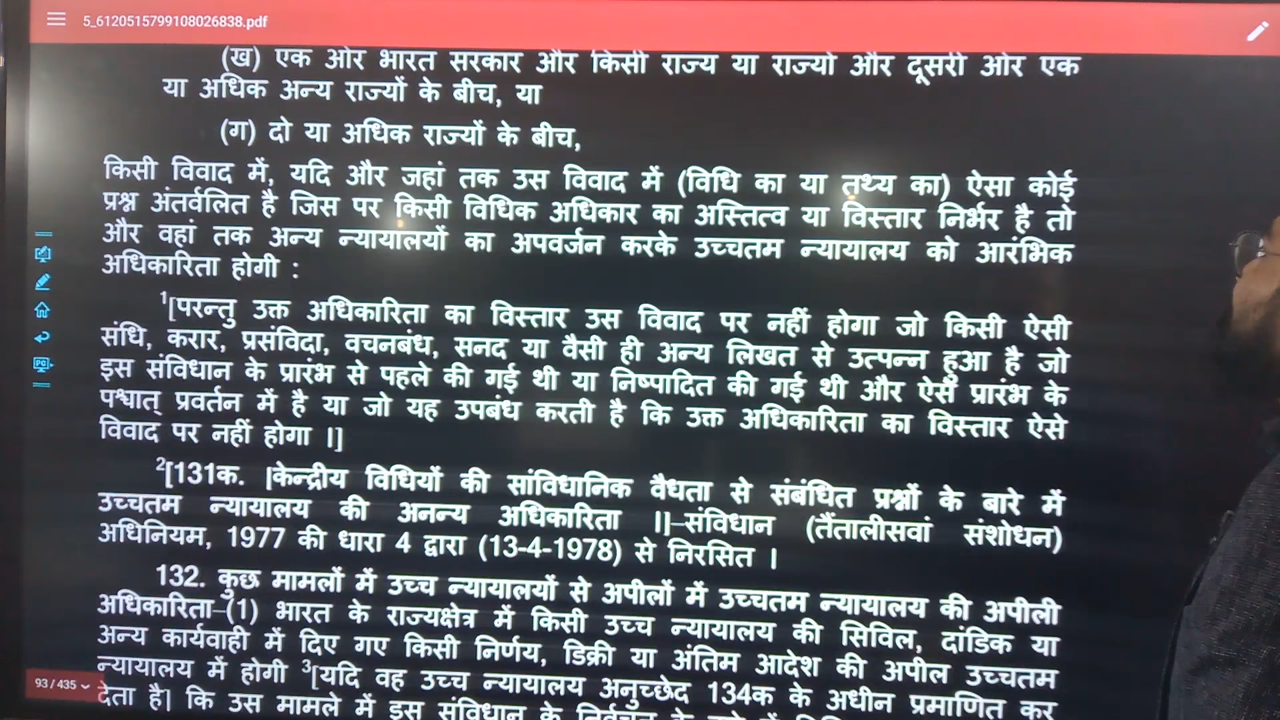 5_6120515799108026838.pdf
(ख) एक ओर भारत सरकार और किसी राज्य या राज्यों और दूसरी ओर एक
या अधिक अन्य राज्यों के बीच, या
(ग) दो या अधिक राज्यों के बीच,
किसी विवाद में, यदि और जहां तक उस विवाद में (विधि का या तथ्य का) ऐसा कोई
प्रश्न अंतर्वलित है जिस पर किसी विधिक अधिकार का अस्तित्व या विस्तार निर्भर है तो
और वहां तक अन्य न्यायालयों का अपवर्जन करके उच्चतम न्यायालय को आरंभिक
अधिकारिता होगी :
1[परन्तु उक्त अधिकारिता का विस्तार उस विवाद पर नहीं होगा जो किसी ऐसी
संधि, करार, प्रसंविदा, वचनबंध, सनद या वैसी ही अन्य लिखत से उत्पन्न हुआ है जो
इस संविधान के प्रारंभ से पहले की गई थी या निष्पादित की गई थी और ऐसे प्रारंभ के
पश्चात् प्रवर्तन में है या जो यह उपबंध करती है कि उक्त अधिकारिता का विस्तार ऐसे
विवाद पर नहीं होगा ।]
2[131क. [केन्द्रीय विधियों की सांविधानिक वैधता से संबंधित प्रश्नों के बारे में
उच्चतम न्यायालय की अनन्य अधिकारिता ।]–संविधान (तैंतालीसवां संशोधन)
अधिनियम, 1977 की धारा 4 द्वारा (13-4-1978) से निरसित ।
132. कुछ मामलों में उच्च न्यायालयों से अपीलों में उच्चतम न्यायालय की अपीली
अधिकारिता–(1) भारत के राज्यक्षेत्र में किसी उच्च न्यायालय की सिविल, दांडिक या
अन्य कार्यवाही में दिए गए किसी निर्णय, डिक्री या अंतिम आदेश की अपील उच्चतम
न्यायालय में होगी 3[यदि वह उच्च न्यायालय अनुच्छेद 134क के अधीन प्रमाणित कर
93 / 435
देता है] कि उस मामले में इस संविधान के निर्वचन के बारे में